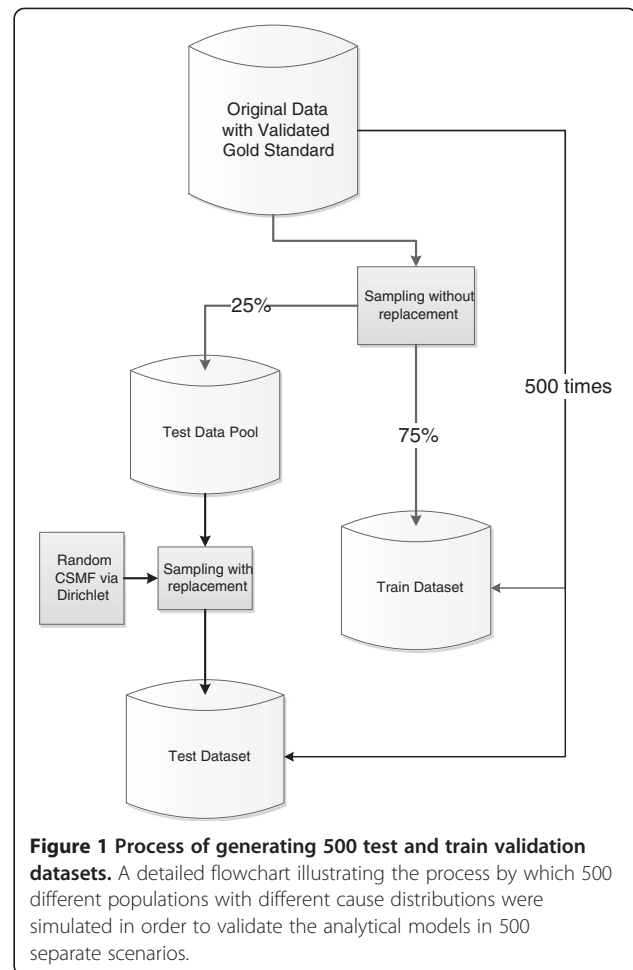 Original Data
with Validated
Gold Standard
Sampling without
replacement
25%
500 times
Test Data Pool
75%
Random
CSMF via
Dirichlet
Sampling with
replacement
Train Dataset
Test Dataset
Figure 1 Process of generating 500 test and train validation
datasets. A detailed flowchart illustrating the process by which 500
different populations with different cause distributions were
simulated in order to validate the analytical models in 500
separate scenarios.